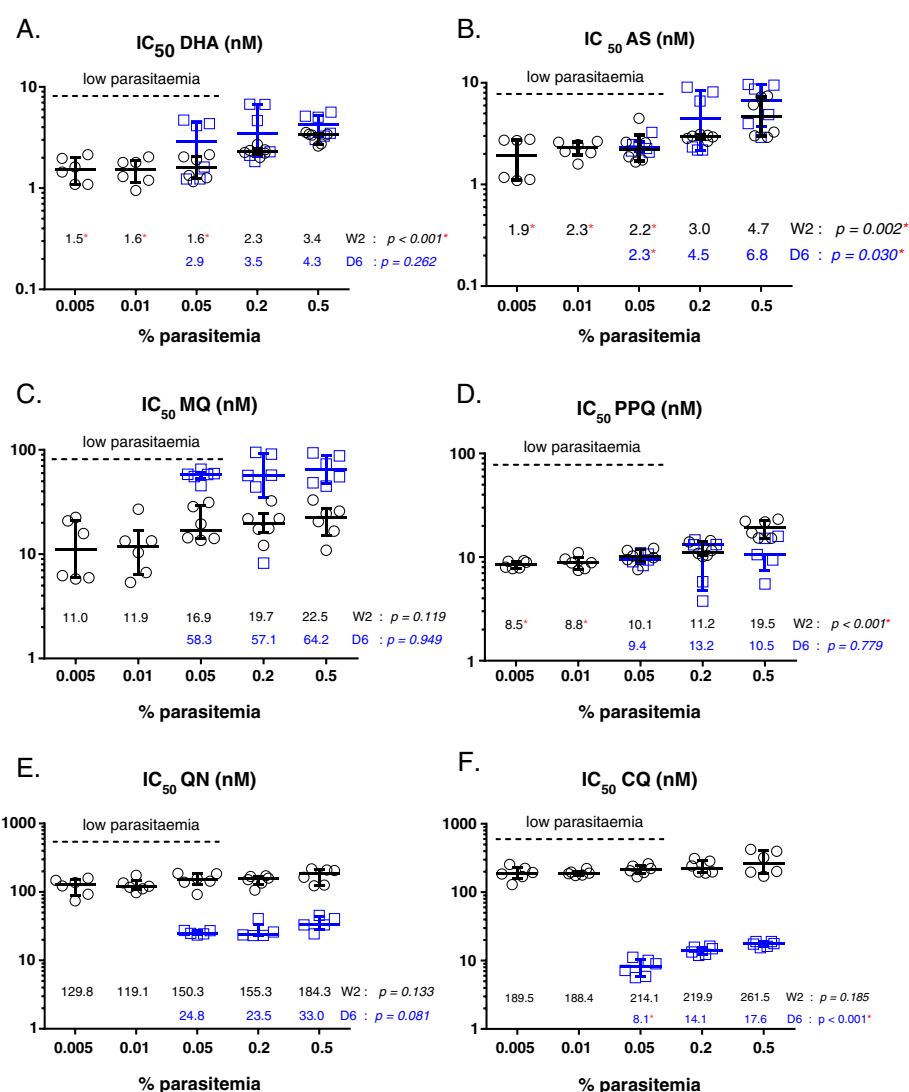 A.
IC50 DHA (nM)
low parasitaemia
10
1
0.1
1.5* 1.6* 1.6* 2.3 3.4 W2 : p < 0.001*
2.9 3.5 4.3 D6 : p = 0.262
0.005 0.01 0.05 0.2 0.5
% parasitemia
B.
IC 50 AS (nM)
low parasitaemia
10
1
0.1
1.9* 2.3* 2.2* 3.0 4.7 W2 : p = 0.002*
2.3* 4.5 6.8 D6 : p = 0.030*
0.005 0.01 0.05 0.2 0.5
% parasitemia
C.
IC50 MQ (nM)
low parasitaemia
100
10
1
11.0 11.9 16.9 19.7 22.5 W2 : p = 0.119
58.3 57.1 64.2 D6 : p = 0.949
0.005 0.01 0.05 0.2 0.5
% parasitemia
D.
IC50 PPQ (nM)
low parasitaemia
100
10
1
8.5* 8.8* 10.1 11.2 19.5 W2 : p < 0.001*
9.4 13.2 10.5 D6 : p = 0.779
0.005 0.01 0.05 0.2 0.5
% parasitemia
E.
IC50 QN (nM)
low parasitaemia
1000
100
10
1
129.8 119.1 150.3 155.3 184.3 W2 : p = 0.133
24.8 23.5 33.0 D6 : p = 0.081
0.005 0.01 0.05 0.2 0.5
% parasitemia
F.
IC50 CQ (nM)
low parasitaemia
1000
100
10
1
189.5 188.4 214.1 219.9 261.5 W2 : p = 0.185
8.1* 14.1 17.6 D6 : p < 0.001*
0.005 0.01 0.05 0.2 0.5
% parasitemia